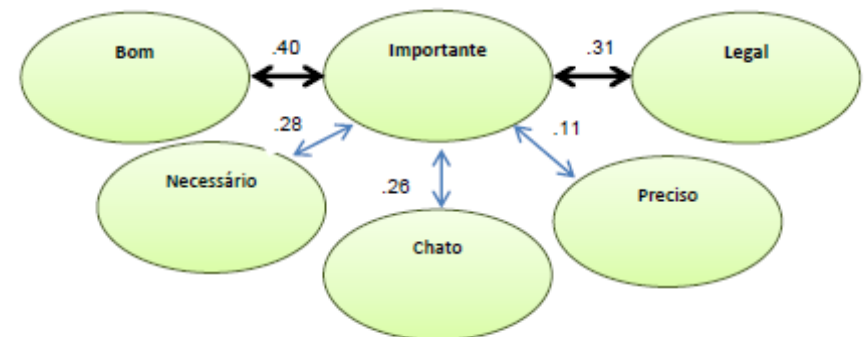 Bom
.40
Importante
.31
Legal
.28
.11
Necessário
.26
Preciso
Chato